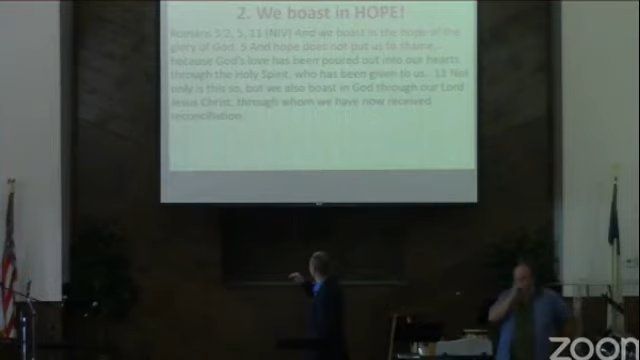 2. We boast in HOPE!
Romans 5:2, 5, 11 (NIV) And we boast in the hope of the
glory of God. 5 And hope does not put us to shame,
because God's love has been poured out into our hearts
through the Holy Spirit, who has been given to us. 11 Not
only is this so, but we also boast in God through our Lord
Jesus Christ, through whom we have now received
reconciliation
zoom